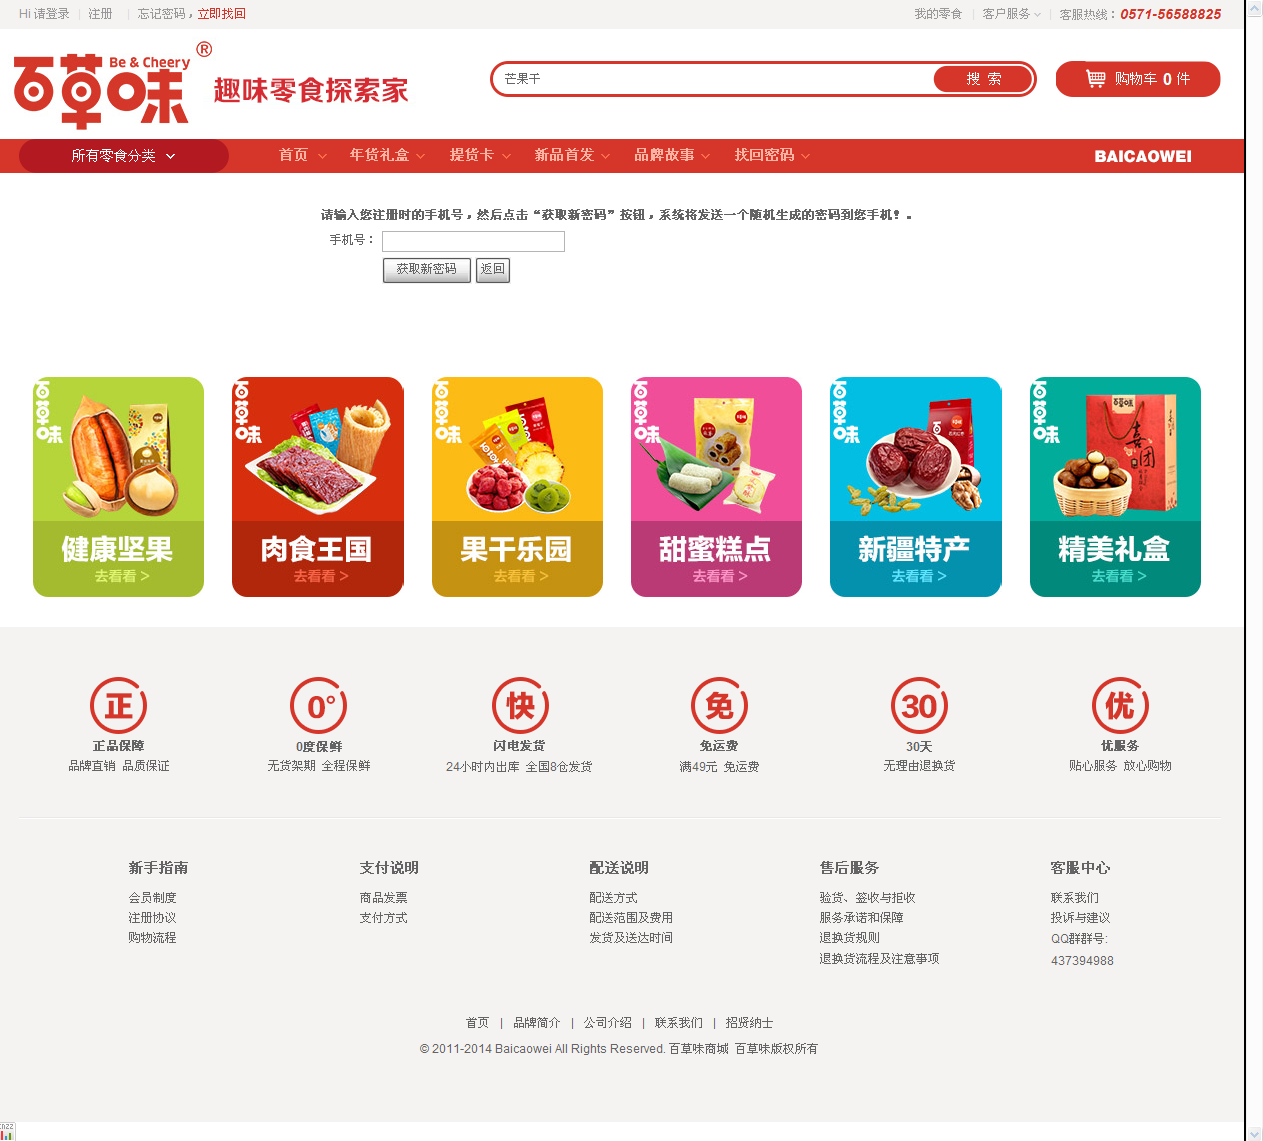 Hi 请登录 注册 忘记密码，立即找回 我的零食 客户服务 客服热线：0571-56588825
百草味 Be & Cheery ® 趣味零食探索家
芒果干 搜 索 购物车 0 件
所有零食分类 首页 年货礼盒 提货卡 新品首发 品牌故事 找回密码 BAICAOWEI
请输入您注册时的手机号，然后点击“获取新密码”按钮，系统将发送一个随机生成的密码到您手机！。
手机号：
获取新密码 返回
百草味 百草味 百草味 百草味 百草味 百草味
健康坚果 肉食王国 果干乐园 甜蜜糕点 新疆特产 精美礼盒
去看看 > 去看看 > 去看看 > 去看看 > 去看看 > 去看看 >
正 0° 快 免 30 优
正品保障 0度保鲜 闪电发货 免运费 30天 优服务
品牌直销 品质保证 无货架期 全程保鲜 24小时内出库 全国8仓发货 满49元 免运费 无理由退换货 贴心服务 放心购物
新手指南 支付说明 配送说明 售后服务 客服中心
会员制度 商品发票 配送方式 验货、签收与拒收 联系我们
注册协议 支付方式 配送范围及费用 服务承诺和保障 投诉与建议
购物流程 发货及送达时间 退换货规则 QQ群群号:
退换货流程及注意事项 437394988
首页 | 品牌简介 | 公司介绍 | 联系我们 | 招贤纳士
© 2011-2014 Baicaowei All Rights Reserved. 百草味商城 百草味版权所有